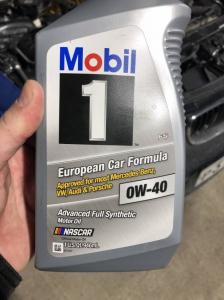 Mobil
1
European Car Formula
Approved for most Mercedes-Benz,
VW, Audi & Porsche
0W-40
Advanced Full Synthetic
Motor Oil
NASCAR